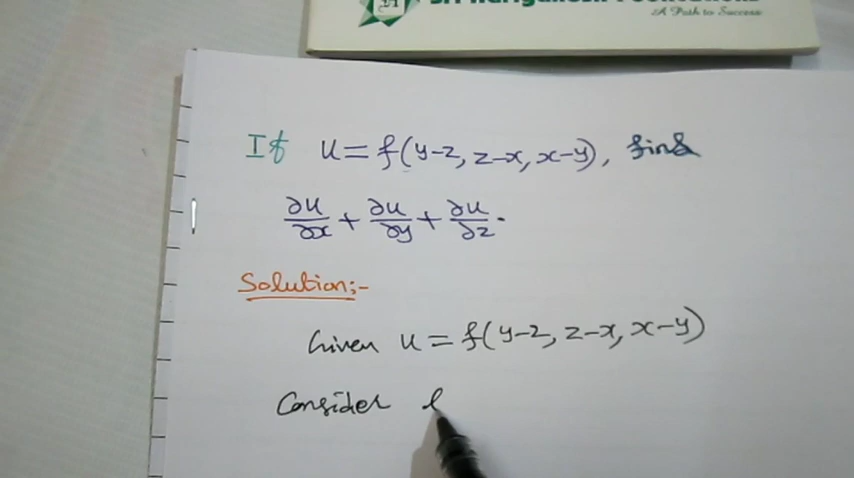 A Path to Success
If u = f(y-z, z-x, x-y), find
∂u/∂x + ∂u/∂y + ∂u/∂z.
Solution:-
Given u = f(y-z, z-x, x-y)
Consider